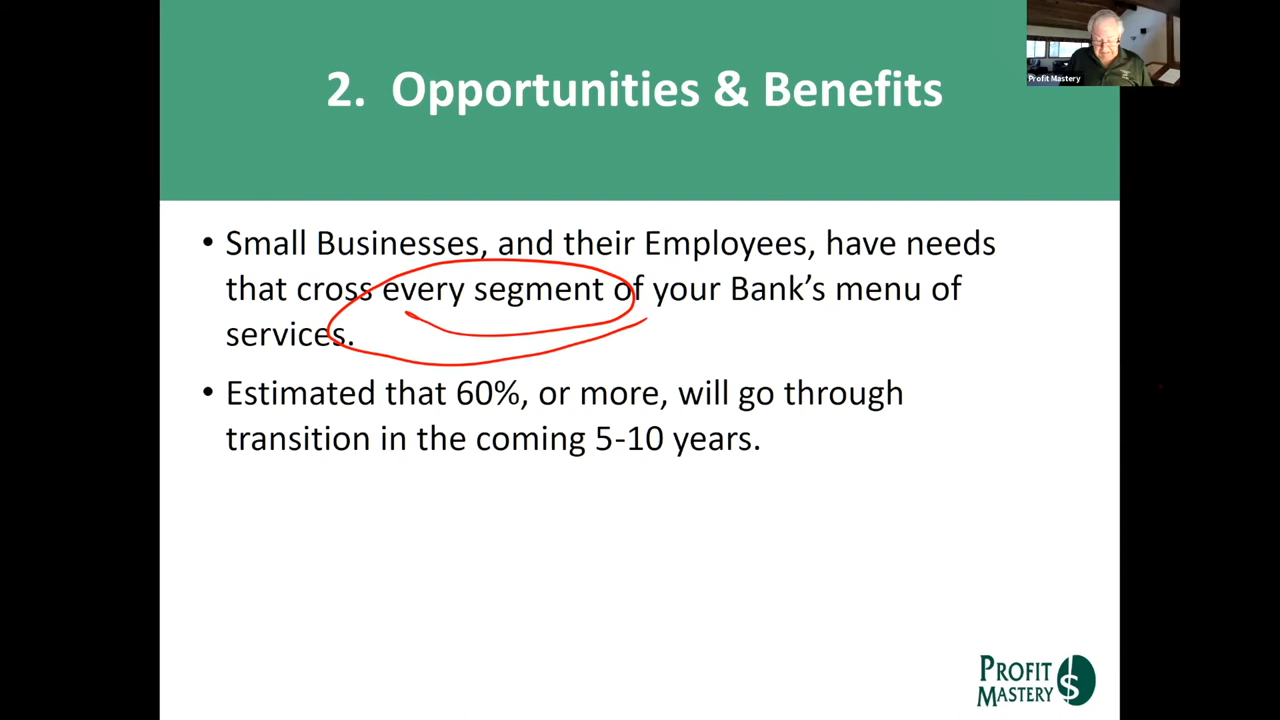 2. Opportunities & Benefits
Profit Mastery
• Small Businesses, and their Employees, have needs
that cross every segment of your Bank’s menu of
services.
• Estimated that 60%, or more, will go through
transition in the coming 5-10 years.
PROFIT
MASTERY